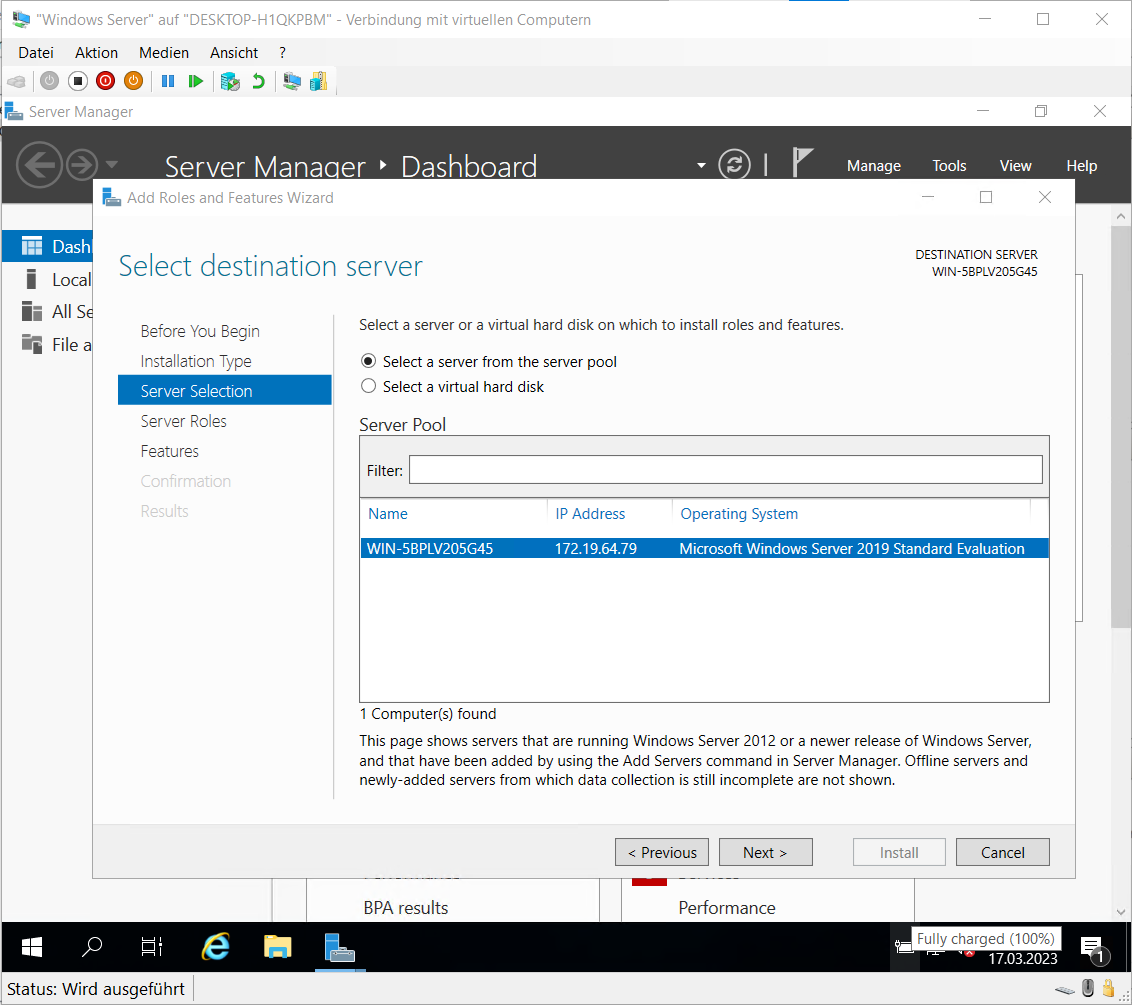 "Windows Server" auf "DESKTOP-H1QKPBM" - Verbindung mit virtuellen Computern
Datei Aktion Medien Ansicht ?
Server Manager
Server Manager ‣ Dashboard
Manage Tools View Help
Add Roles and Features Wizard
Dashl
Local
All Se
File a
Select destination server
DESTINATION SERVER
WIN-5BPLV205G45
Before You Begin
Installation Type
Server Selection
Server Roles
Features
Confirmation
Results
Select a server or a virtual hard disk on which to install roles and features.
Select a server from the server pool
Select a virtual hard disk
Server Pool
Filter:
Name IP Address Operating System
WIN-5BPLV205G45 172.19.64.79 Microsoft Windows Server 2019 Standard Evaluation
1 Computer(s) found
This page shows servers that are running Windows Server 2012 or a newer release of Windows Server,
and that have been added by using the Add Servers command in Server Manager. Offline servers and
newly-added servers from which data collection is still incomplete are not shown.
< Previous Next > Install Cancel
BPA results
Performance
Fully charged (100%)
17.03.2023
1
Status: Wird ausgeführt